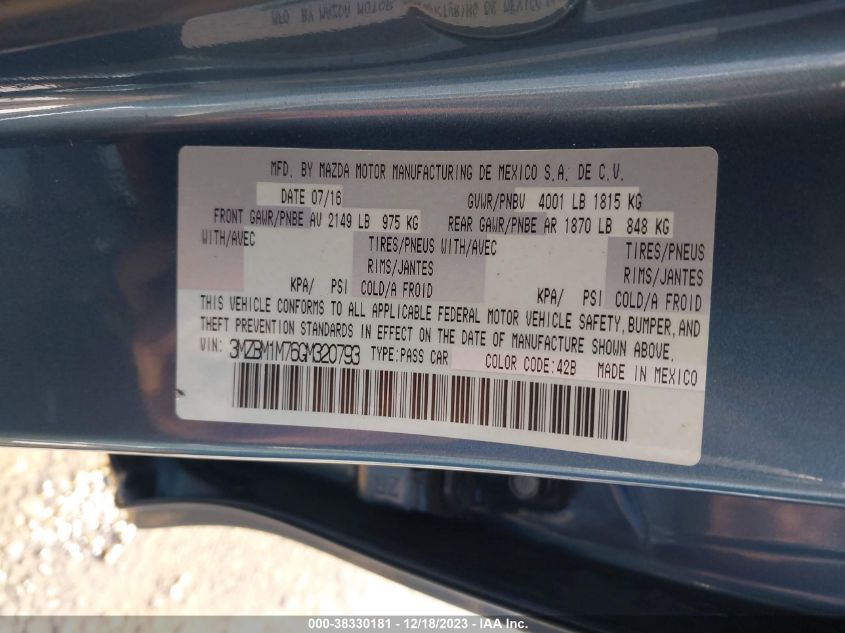 MFD. BY MAZDA MOTOR MANUFACTURING DE MEXICO S.A. DE C.V.
DATE 07/16 GVWR/PNBV 4001 LB 1815 KG
FRONT GAWR/PNBE AV 2149 LB 975 KG REAR GAWR/PNBE AR 1870 LB 848 KG
WITH/AVEC TIRES/PNEUS WITH/AVEC TIRES/PNEUS
RIMS/JANTES RIMS/JANTES
KPA/ PSI COLD/A FROID KPA/ PSI COLD/A FROID
THIS VEHICLE CONFORMS TO ALL APPLICABLE FEDERAL MOTOR VEHICLE SAFETY, BUMPER, AND
THEFT PREVENTION STANDARDS IN EFFECT ON THE DATE OF MANUFACTURE SHOWN ABOVE.
VIN: 3MZBM1M76GM320793 TYPE:PASS CAR COLOR CODE:42B MADE IN MEXICO
000-38330181 - 12/18/2023 - IAA Inc.